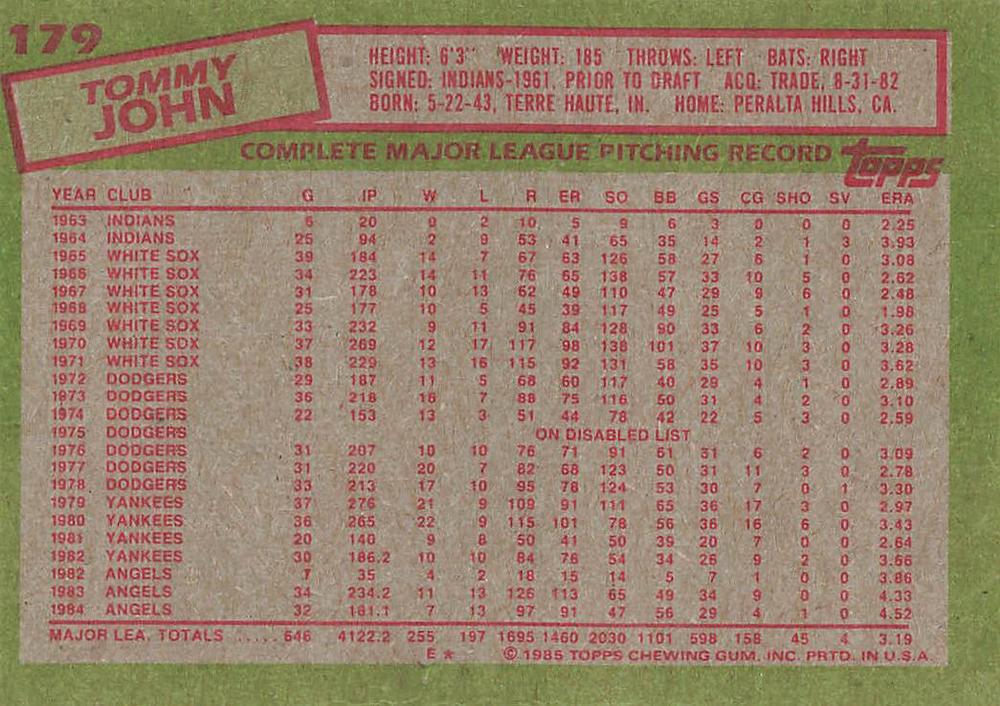 179
TOMMY
JOHN
HEIGHT: 6'3" WEIGHT: 185 THROWS: LEFT BATS: RIGHT
SIGNED: INDIANS-1961, PRIOR TO DRAFT ACQ: TRADE, 8-31-82
BORN: 5-22-43, TERRE HAUTE, IN. HOME: PERALTA HILLS, CA.
COMPLETE MAJOR LEAGUE PITCHING RECORD topps
YEAR CLUB G IP W L R ER SO BB GS CG SHO SV ERA
1963 INDIANS 6 20 0 2 10 5 9 6 3 0 0 0 2.25
1964 INDIANS 25 94 2 9 53 41 65 35 14 2 1 3 3.93
1965 WHITE SOX 39 184 14 7 67 63 126 58 27 6 1 0 3.08
1966 WHITE SOX 34 223 14 11 76 65 138 57 33 10 5 0 2.62
1967 WHITE SOX 31 178 10 13 62 49 110 47 29 9 6 0 2.48
1968 WHITE SOX 25 177 10 5 45 39 117 49 25 5 1 0 1.98
1969 WHITE SOX 33 232 9 11 91 84 128 90 33 6 2 0 3.26
1970 WHITE SOX 37 269 12 17 117 98 138 101 37 10 3 0 3.28
1971 WHITE SOX 38 229 13 16 115 92 131 58 35 10 3 0 3.62
1972 DODGERS 29 187 11 5 68 60 117 40 29 4 1 0 2.89
1973 DODGERS 36 218 16 7 88 75 116 50 31 4 2 0 3.10
1974 DODGERS 22 153 13 3 51 44 78 42 22 5 3 0 2.59
1975 DODGERS ON DISABLED LIST
1976 DODGERS 31 207 10 10 76 71 91 61 31 6 2 0 3.09
1977 DODGERS 31 220 20 7 82 68 123 50 31 11 3 0 2.78
1978 DODGERS 33 213 17 10 95 78 124 53 30 7 0 1 3.30
1979 YANKEES 37 276 21 9 109 91 111 65 36 17 3 0 2.97
1980 YANKEES 36 265 22 9 115 101 78 56 36 16 6 0 3.43
1981 YANKEES 20 140 9 8 50 41 50 39 20 7 0 0 2.64
1982 YANKEES 30 186.2 10 10 84 76 54 34 26 9 2 0 3.66
1982 ANGELS 7 35 4 2 18 15 14 5 7 1 0 0 3.86
1983 ANGELS 34 234.2 11 13 126 113 65 49 34 9 0 0 4.33
1984 ANGELS 32 181.1 7 13 97 91 47 56 29 4 1 0 4.52
MAJOR LEA. TOTALS ..... 646 4122.2 255 197 1695 1460 2030 1101 598 158 45 4 3.19
E * © 1985 TOPPS CHEWING GUM, INC. PRTD. IN U.S.A